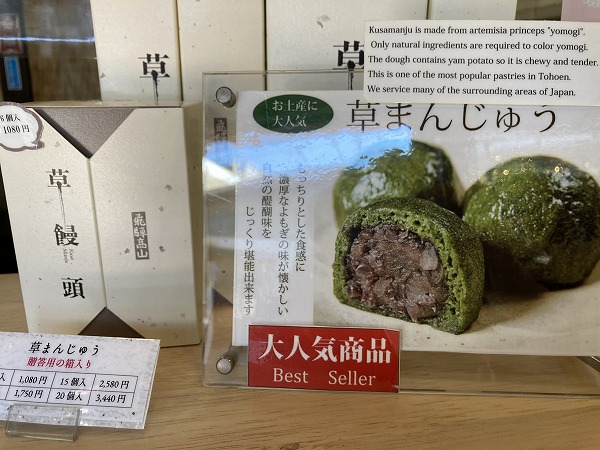 Kusamanju is made from artemisia princeps "yomogi".
Only natural ingredients are required to color yomogi.
The dough contains yam potato so it is chewy and tender.
This is one of the most popular pastries in Tohoen.
We service many of the surrounding areas of Japan.
草
草
個入
1080円
草饅頭
飛騨高山
お土産に
大人気
草まんじゅう
もっちりとした食感に
濃厚なよもぎの味が懐かしい
自然の醍醐味を
じっくり堪能出来ます
大人気商品
Best Seller
草まんじゅう
贈答用の箱入り
入 1,080円 15個入 2,580円
1,750円 20個入 3,440円